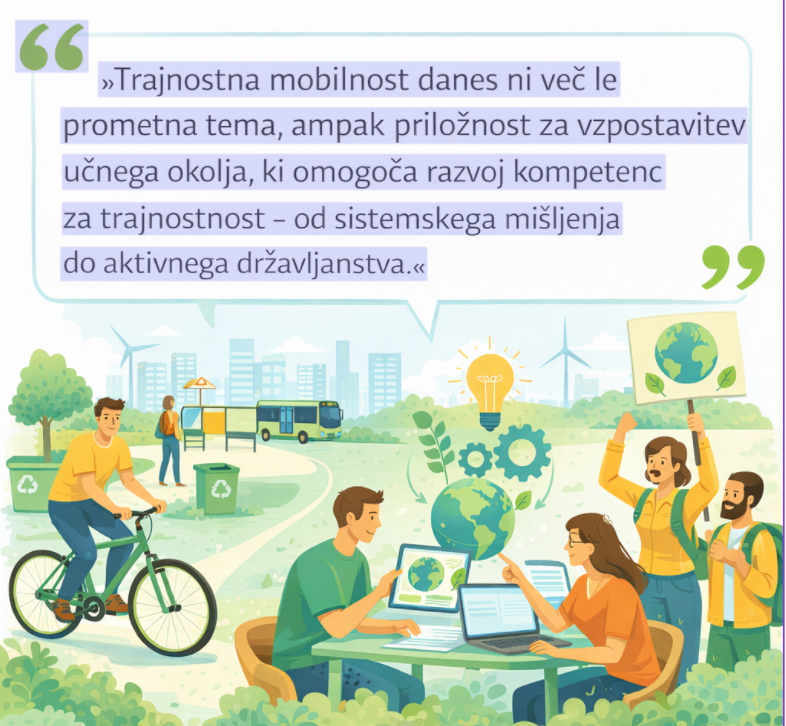 »Trajnostna mobilnost danes ni več le
prometna tema, ampak priložnost za vzpostavitev
učnega okolja, ki omogoča razvoj kompetenc
za trajnostnost – od sistemskega mišljenja
do aktivnega državljanstva.«